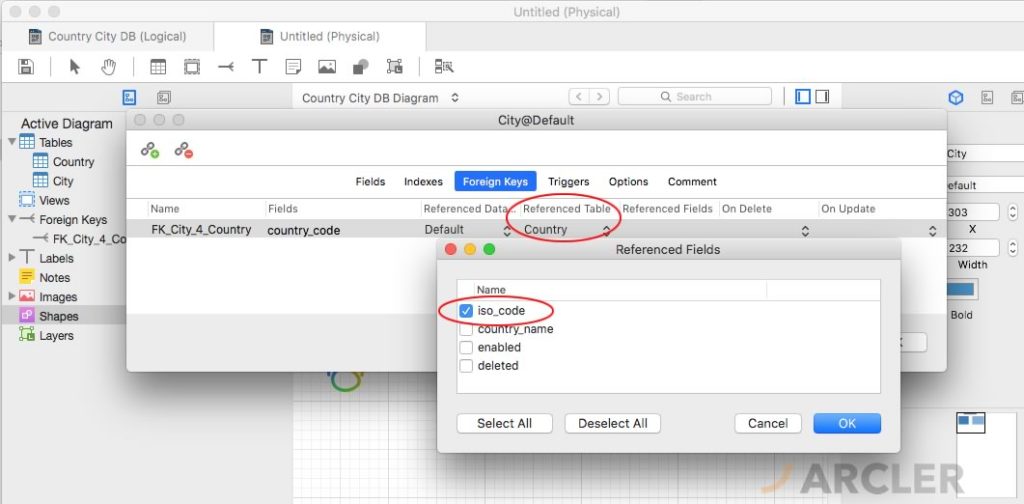 Untitled (Physical)
Country City DB (Logical)
Untitled (Physical)
Country City DB Diagram
Search
Active Diagram
Tables
Country
City
Views
Foreign Keys
FK_City_4_Co
Labels
Notes
Images
Shapes
Layers
City@Default
Fields Indexes Foreign Keys Triggers Options Comment
Name Fields Referenced Data... Referenced Table Referenced Fields On Delete On Update
FK_City_4_Country country_code Default Country
Referenced Fields
Name
iso_code
country_name
enabled
deleted
Select All Deselect All Cancel OK
City
efault
303
X
232
Width
Bold
K
ARCLER